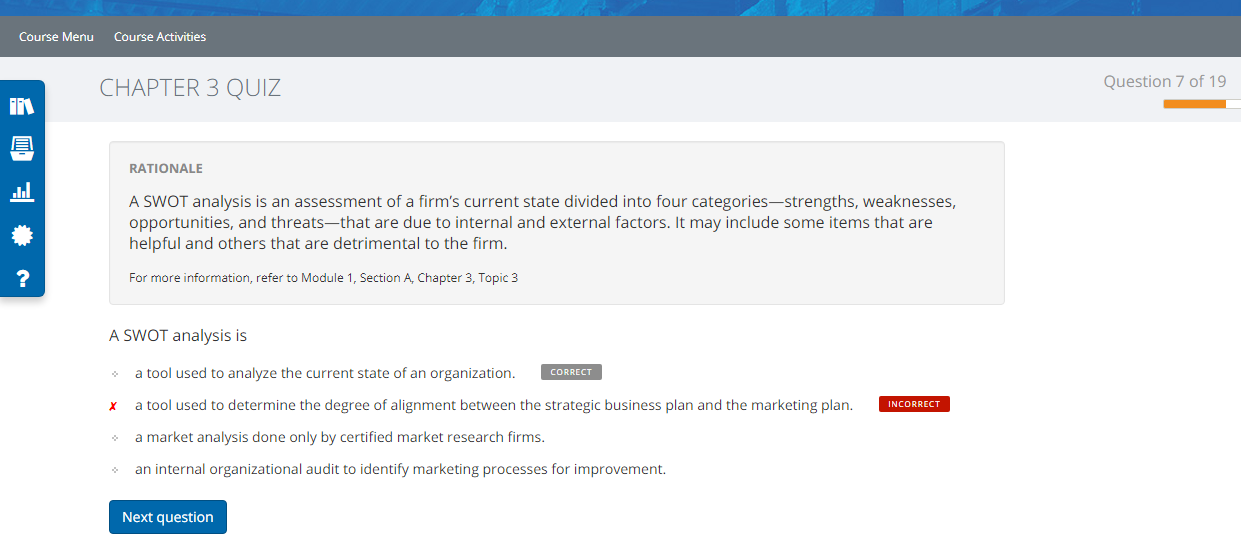 Course Menu Course Activities
CHAPTER 3 QUIZ
Question 7 of 19
?
RATIONALE
A SWOT analysis is an assessment of a firm's current state divided into four categories—strengths, weaknesses,
opportunities, and threats—that are due to internal and external factors. It may include some items that are
helpful and others that are detrimental to the firm.
For more information, refer to Module 1, Section A, Chapter 3, Topic 3
A SWOT analysis is
a tool used to analyze the current state of an organization. CORRECT
✗ a tool used to determine the degree of alignment between the strategic business plan and the marketing plan. INCORRECT
a market analysis done only by certified market research firms.
an internal organizational audit to identify marketing processes for improvement.
Next question